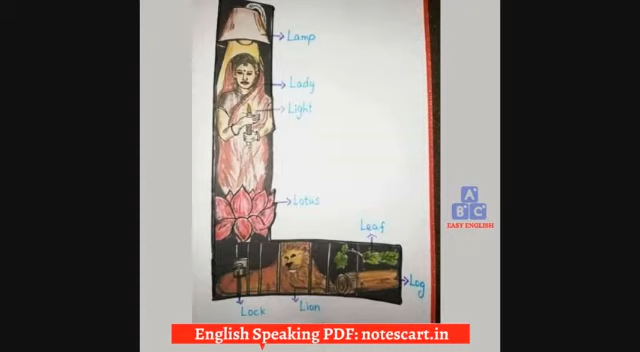 Lamp
Lady
Light
Lotus
Leaf
Log
Lock
Lion
A
B C
EASY ENGLISH
English Speaking PDF: notescart.in